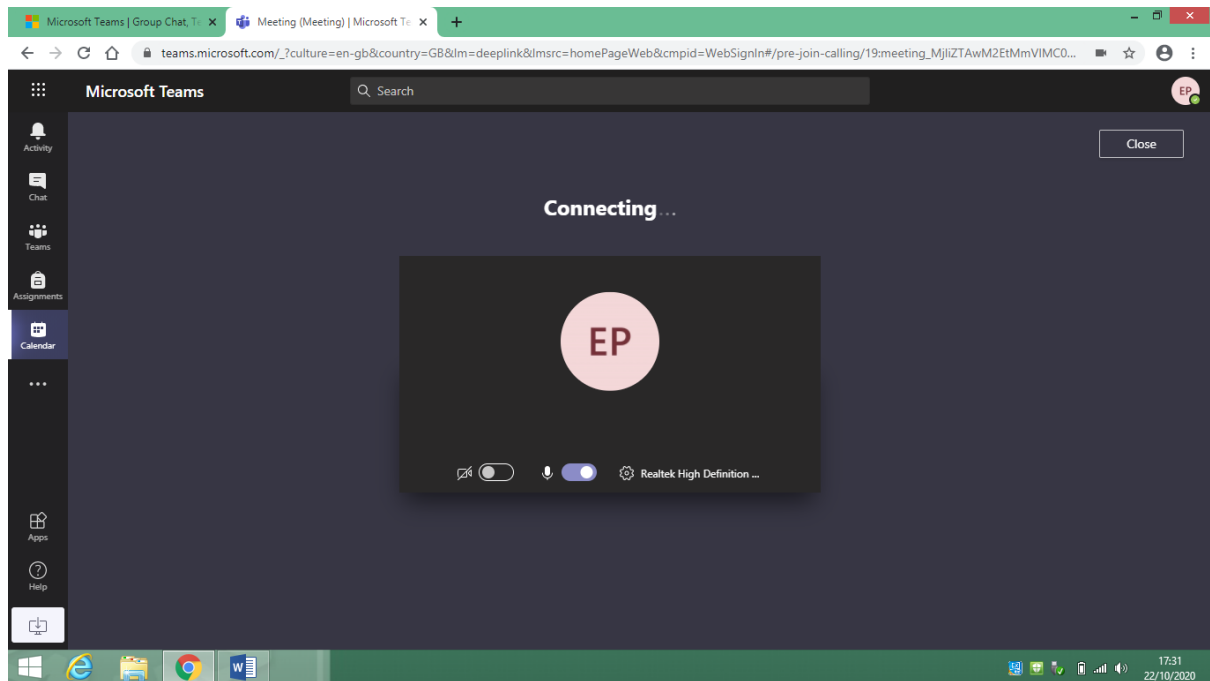 Microsoft Teams | Group Chat, Te
Meeting (Meeting) | Microsoft Te
teams.microsoft.com/_?culture=en-gb&country=GB&lm=deeplink&lmsrc=homePageWeb&cmpid=WebSignIn#/pre-join-calling/19:meeting_MjliZTAwM2EtMmVlMC0...
Microsoft Teams
Search
EP
Activity
Close
Chat
Connecting...
Teams
Assignments
EP
Calendar
Realtek High Definition ...
Apps
Help
17:31
22/10/2020